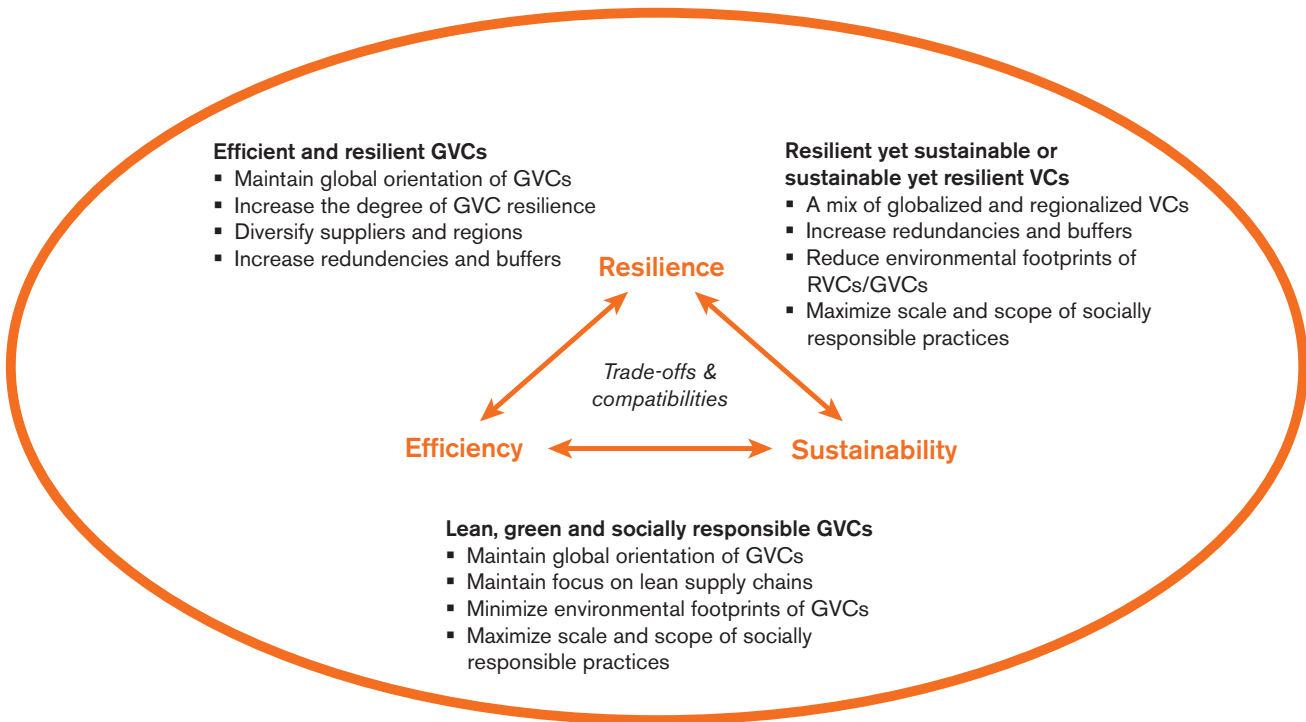 Efficient and resilient GVCs
▪ Maintain global orientation of GVCs
▪ Increase the degree of GVC resilience
▪ Diversify suppliers and regions
▪ Increase redundencies and buffers
Resilient yet sustainable or
sustainable yet resilient VCs
▪ A mix of globalized and regionalized VCs
▪ Increase redundancies and buffers
▪ Reduce environmental footprints of
RVCs/GVCs
▪ Maximize scale and scope of socially
responsible practices
Resilience
Trade-offs &
compatibilities
Efficiency
Sustainability
Lean, green and socially responsible GVCs
▪ Maintain global orientation of GVCs
▪ Maintain focus on lean supply chains
▪ Minimize environmental footprints of GVCs
▪ Maximize scale and scope of socially
responsible practices